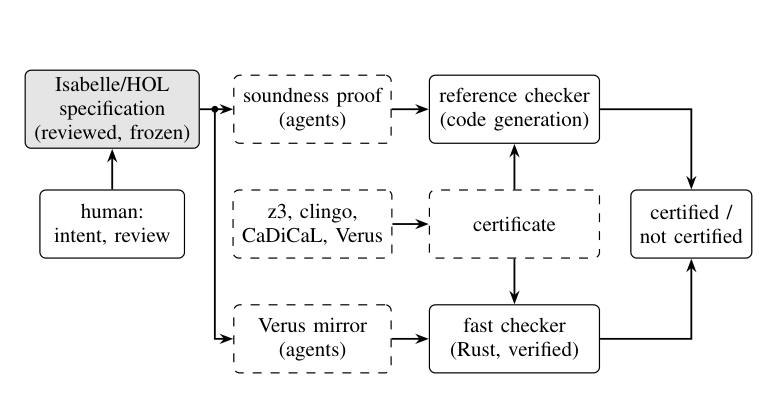 Isabelle/HOL
specification
(reviewed, frozen)
soundness proof
(agents)
reference checker
(code generation)
human:
intent, review
z3, clingo,
CaDiCaL, Verus
certificate
certified /
not certified
Verus mirror
(agents)
fast checker
(Rust, verified)